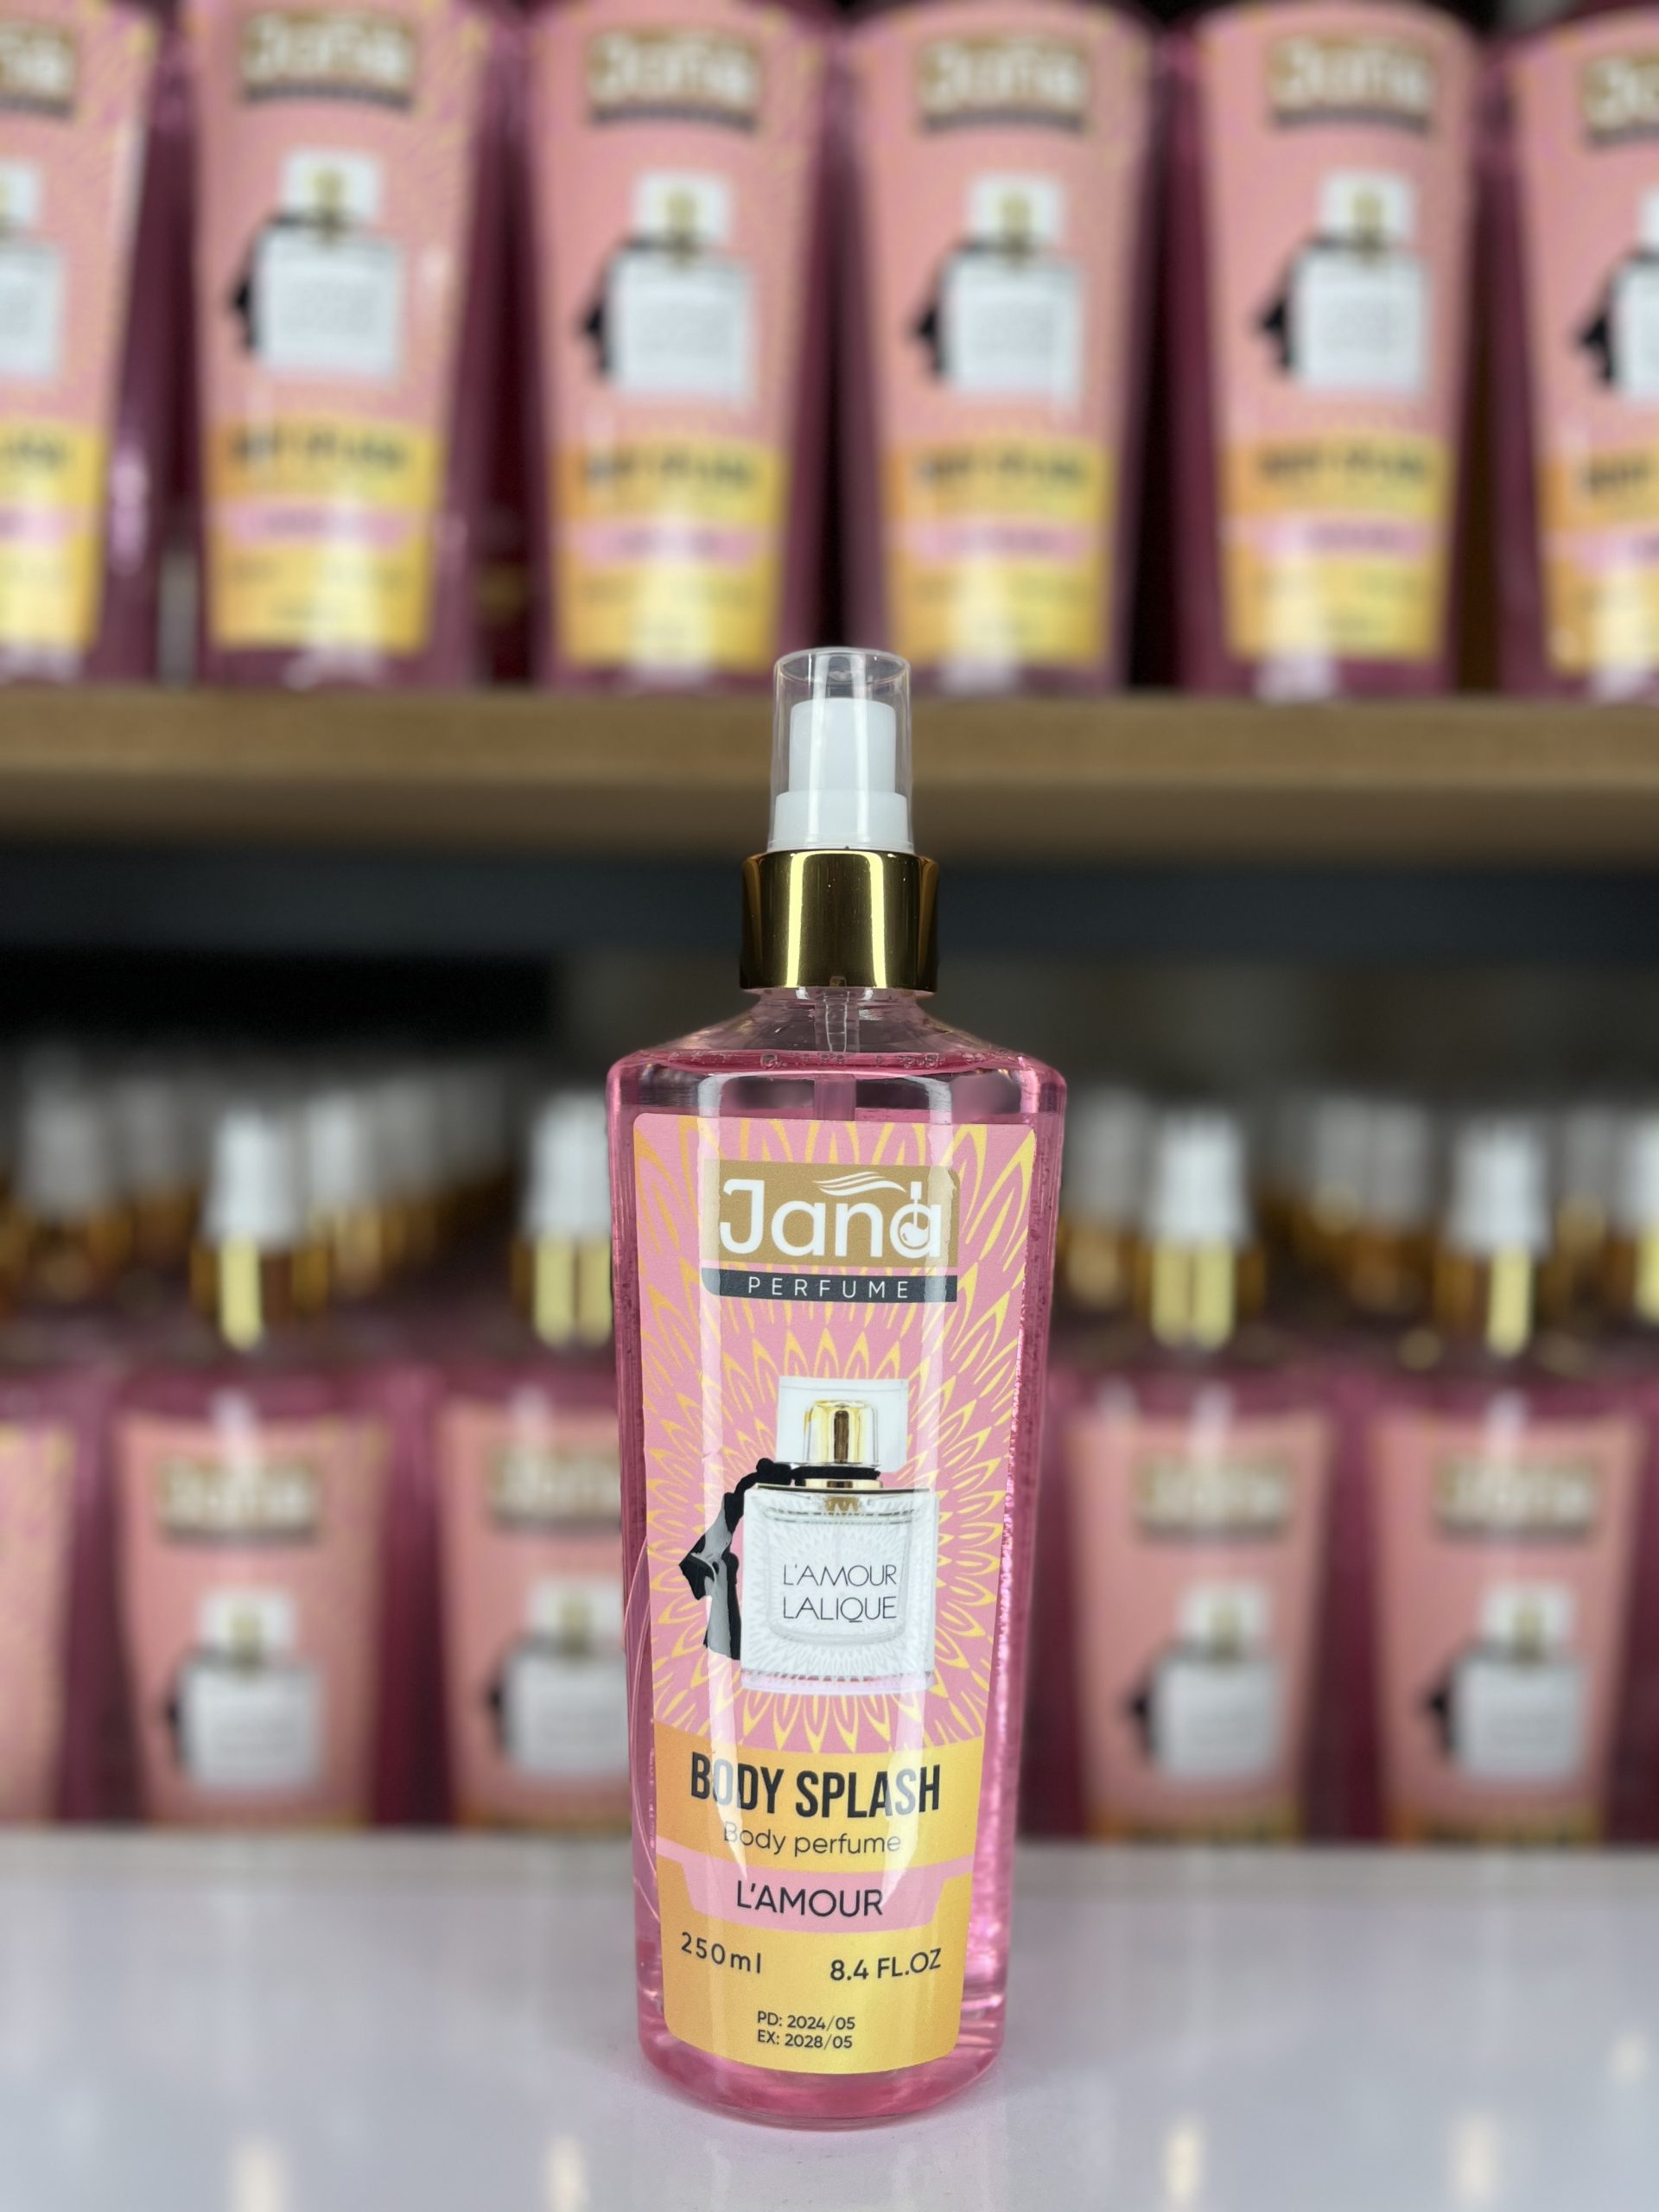 Jana
PERFUME
L'AMOUR
LALIQUE
BODY SPLASH
Body perfume
L'AMOUR
250ml 8.4 FL.OZ
PD: 2024/05
EX: 2028/05